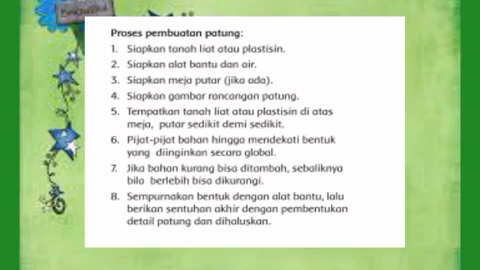 Proses pembuatan patung:
1. Siapkan tanah liat atau plastisin.
2. Siapkan alat bantu dan air.
3. Siapkan meja putar (jika ada).
4. Siapkan gambar rancangan patung.
5. Tempatkan tanah liat atau plastisin di atas
meja, putar sedikit demi sedikit.
6. Pijat-pijat bahan hingga mendekati bentuk
yang diinginkan secara global.
7. Jika bahan kurang bisa ditambah, sebaliknya
bila berlebih bisa dikurangi.
8. Sempurnakan bentuk dengan alat bantu, lalu
berikan sentuhan akhir dengan pembentukan
detail patung dan dihaluskan.